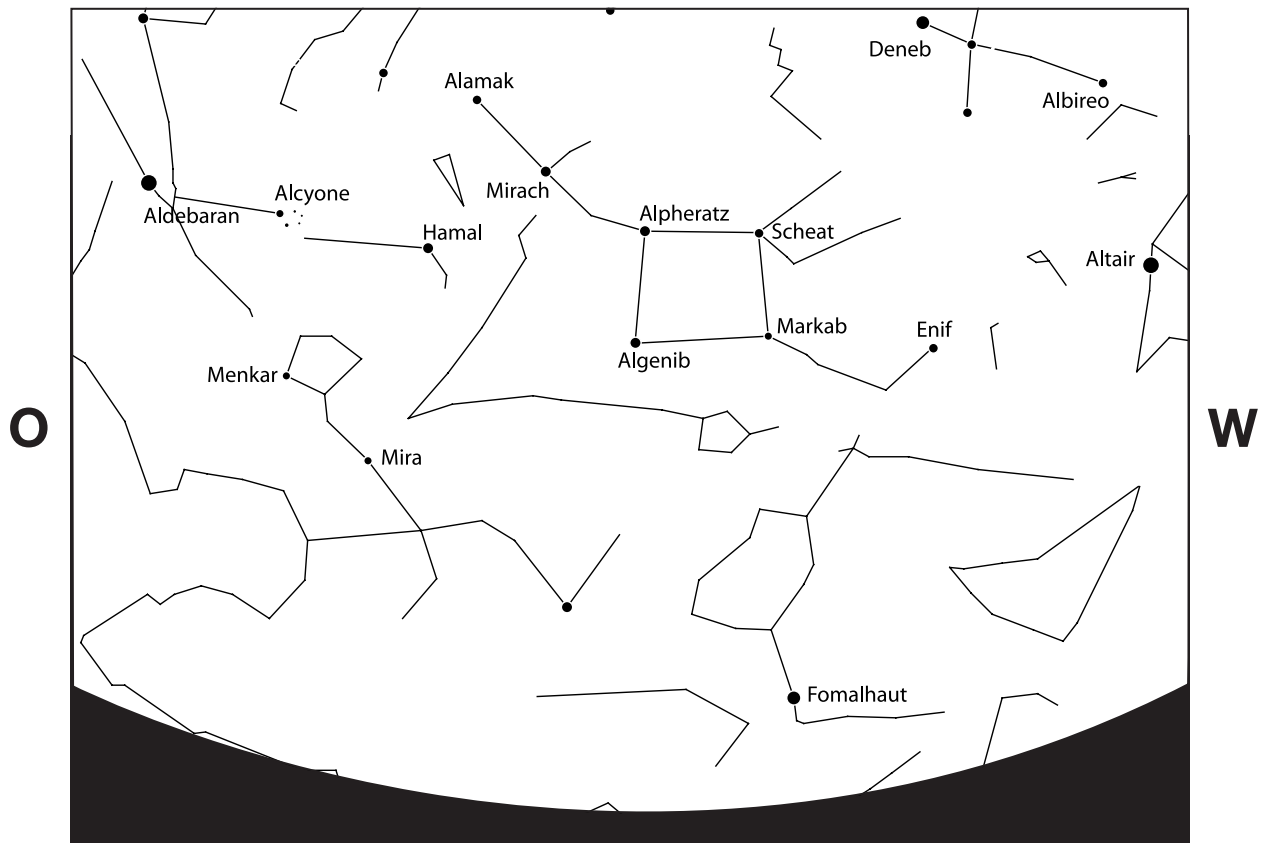 Deneb
Alamak
Albireo
Mirach
Alcyone
Aldebaran
Alpheratz
Hamal
Scheat
Altair
Markab
Enif
Algenib
Menkar
O
W
Mira
Fomalhaut